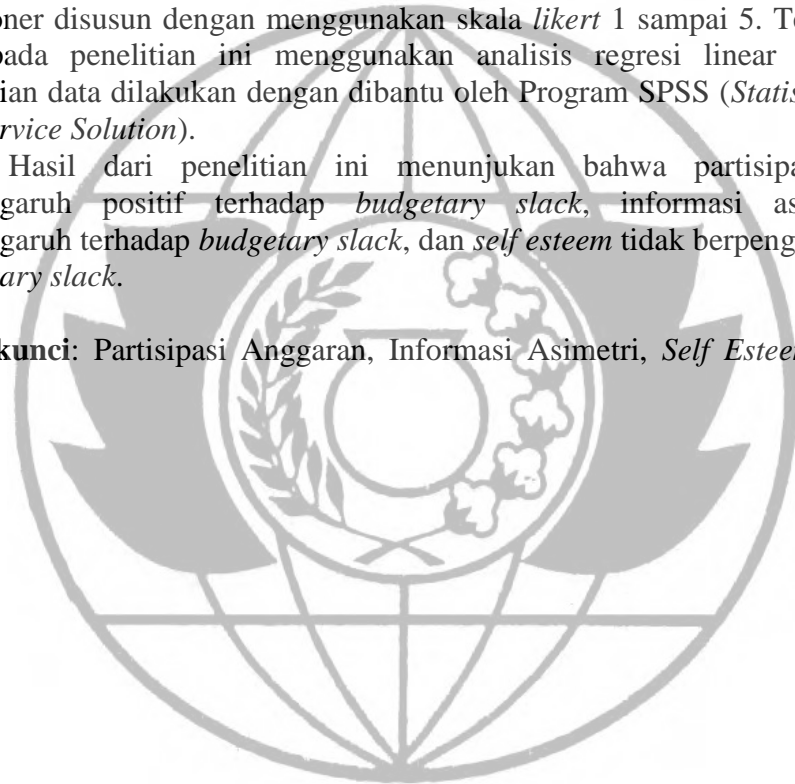 oner disusun dengan menggunakan skala likert 1 sampai 5. Te
pada penelitian ini menggunakan analisis regresi linear
ian data dilakukan dengan dibantu oleh Program SPSS (Statis
rvice Solution).
Hasil dari penelitian ini menunjukan bahwa partisipa
garuh positif terhadap budgetary slack, informasi as
garuh terhadap budgetary slack, dan self esteem tidak berpeng
ary slack.
kunci: Partisipasi Anggaran, Informasi Asimetri, Self Esteem